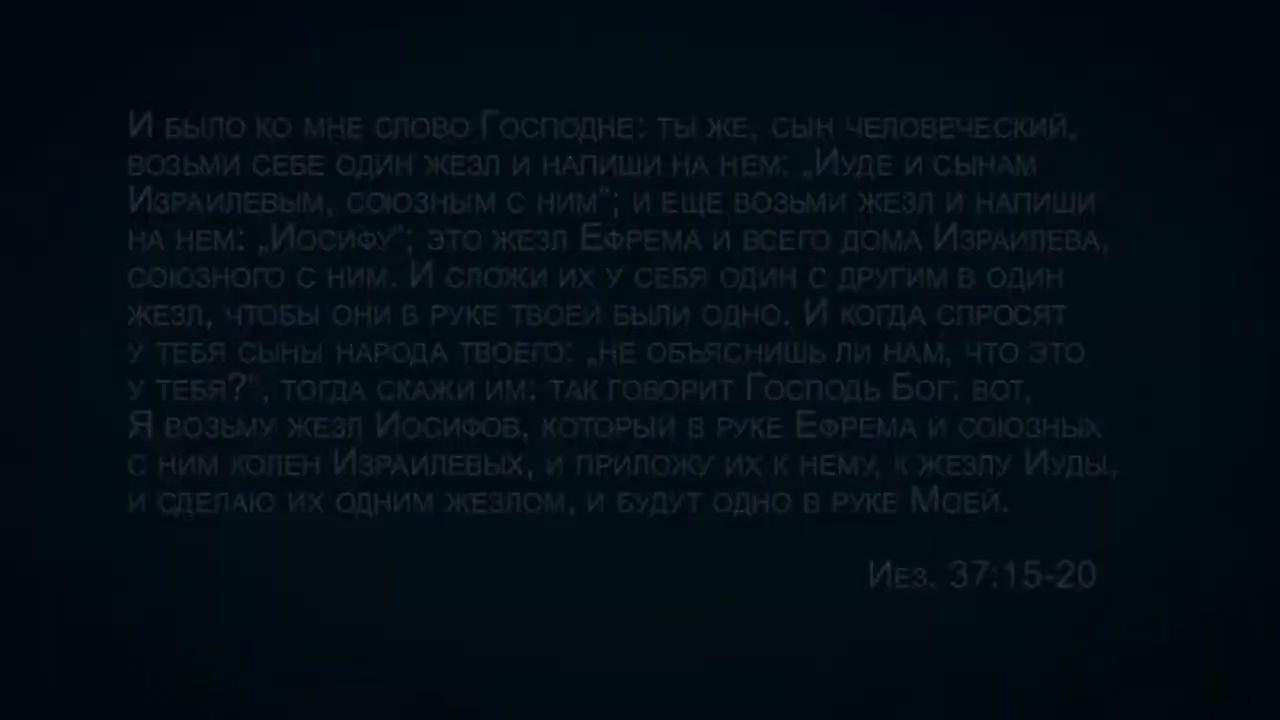 И было ко мне слово Господне: ты же, сын человеческий,
возьми себе один жезл и напиши на нем: „Иуде и сынам
Израилевым, союзным с ним“; и еще возьми жезл и напиши
на нем: „Иосифу“; это жезл Ефрема и всего дома Израилева,
союзного с ним. И сложи их у себя один с другим в один
жезл, чтобы они в руке твоей были одно. И когда спросят
у тебя сыны народа твоего: „не объяснишь ли нам, что это
у тебя?“, тогда скажи им: так говорит Господь Бог: вот,
Я возьму жезл Иосифов, который в руке Ефрема и союзных
с ним колен Израилевых, и приложу их к нему, к жезлу Иуды,
и сделаю их одним жезлом, и будут одно в руке Моей.
Иез. 37:15-20